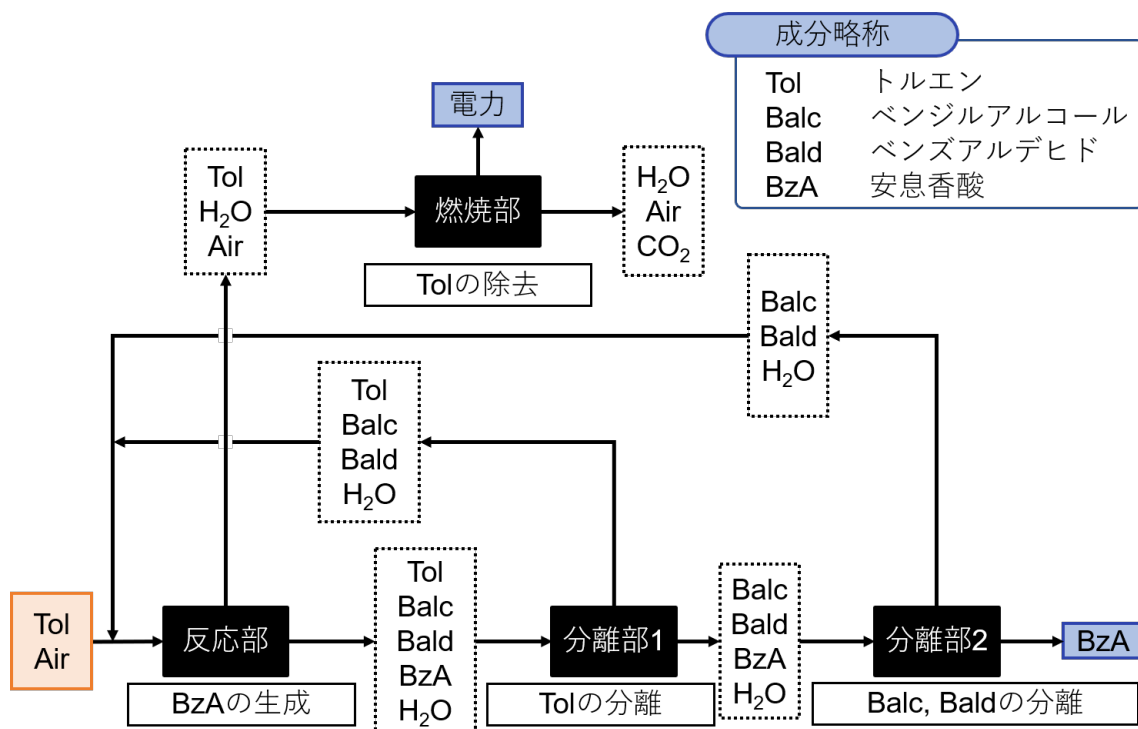 成分略称
Tol トルエン
Balc ベンジルアルコール
Bald ベンズアルデヒド
BzA 安息香酸
電力
Tol
H₂O
Air
燃焼部
H₂O
Air
CO₂
Tolの除去
Balc
Bald
H₂O
Tol
Balc
Bald
H₂O
Tol
Air
反応部
BzAの生成
Tol
Balc
Bald
BzA
H₂O
分離部1
Tolの分離
Balc
Bald
BzA
H₂O
分離部2
Balc, Baldの分離
BzA